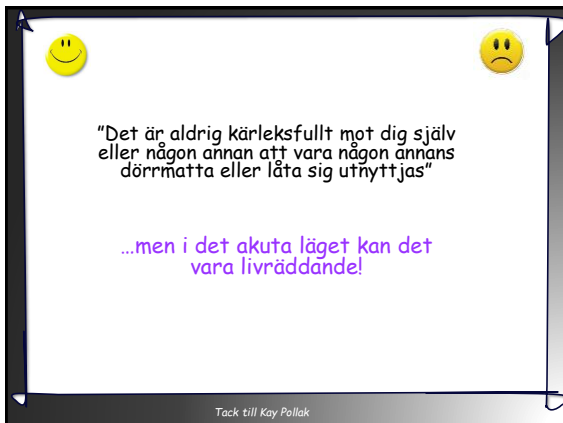 "Det är aldrig kärleksfullt mot dig själv
eller någon annan att vara någon annans
dörrmatta eller låta sig utnyttjas"
...men i det akuta läget kan det
vara livräddande!
Tack till Kay Pollak